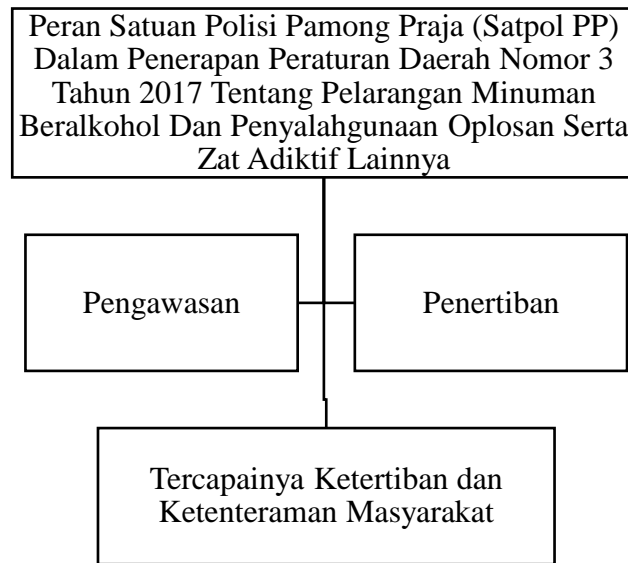 Peran Satuan Polisi Pamong Praja (Satpol PP)
Dalam Penerapan Peraturan Daerah Nomor 3
Tahun 2017 Tentang Pelarangan Minuman
Beralkohol Dan Penyalahgunaan Oplosan Serta
Zat Adiktif Lainnya
Pengawasan
Penertiban
Tercapainya Ketertiban dan
Ketenteraman Masyarakat